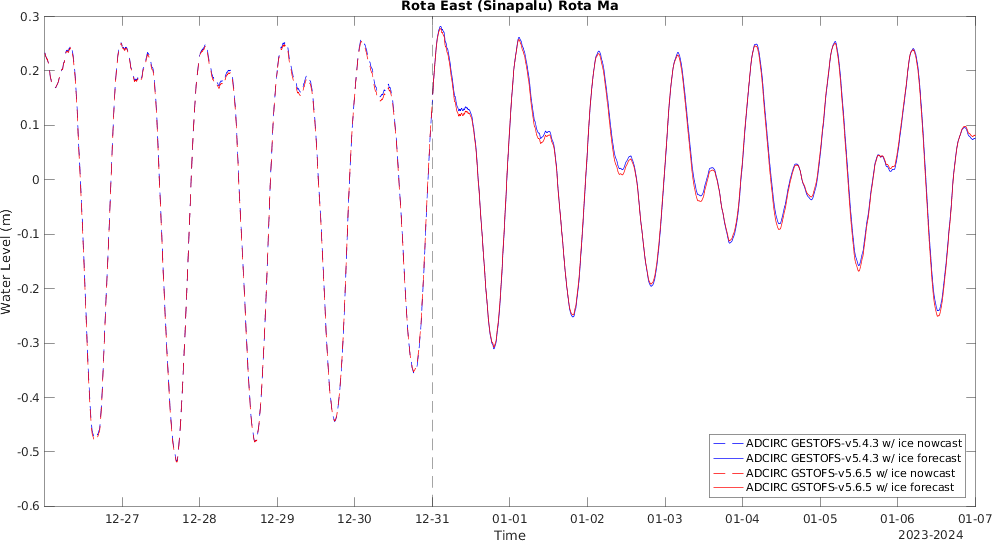 Rota East (Sinapalu) Rota Ma
0.3
0.2
0.1
0
-0.1
-0.2
-0.3
-0.4
-0.5
-0.6
Water Level (m)
12-27 12-28 12-29 12-30 12-31 01-01 01-02 01-03 01-04 01-05 01-06 01-07
Time
2023-2024
ADCIRC GESTOFS-v5.4.3 w/ ice nowcast
ADCIRC GESTOFS-v5.4.3 w/ ice forecast
ADCIRC GSTOFS-v5.6.5 w/ ice nowcast
ADCIRC GSTOFS-v5.6.5 w/ ice forecast